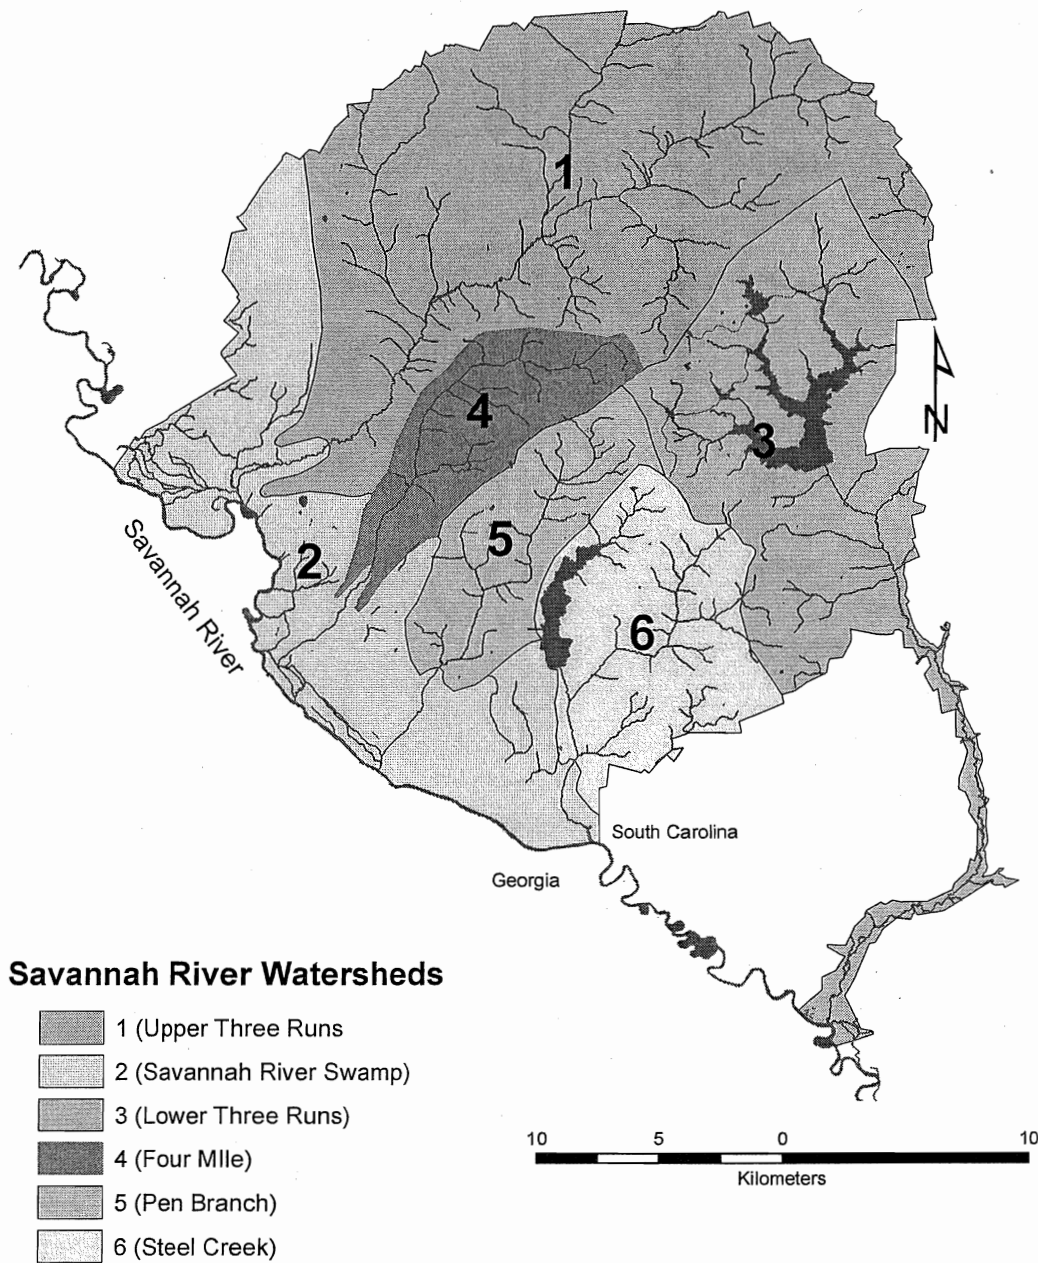 1
4
3
N
2
5
6
Savannah River
South Carolina
Georgia
Savannah River Watersheds
1 (Upper Three Runs
2 (Savannah River Swamp)
3 (Lower Three Runs)
4 (Four MIle)
5 (Pen Branch)
6 (Steel Creek)
10 5 0 10
Kilometers